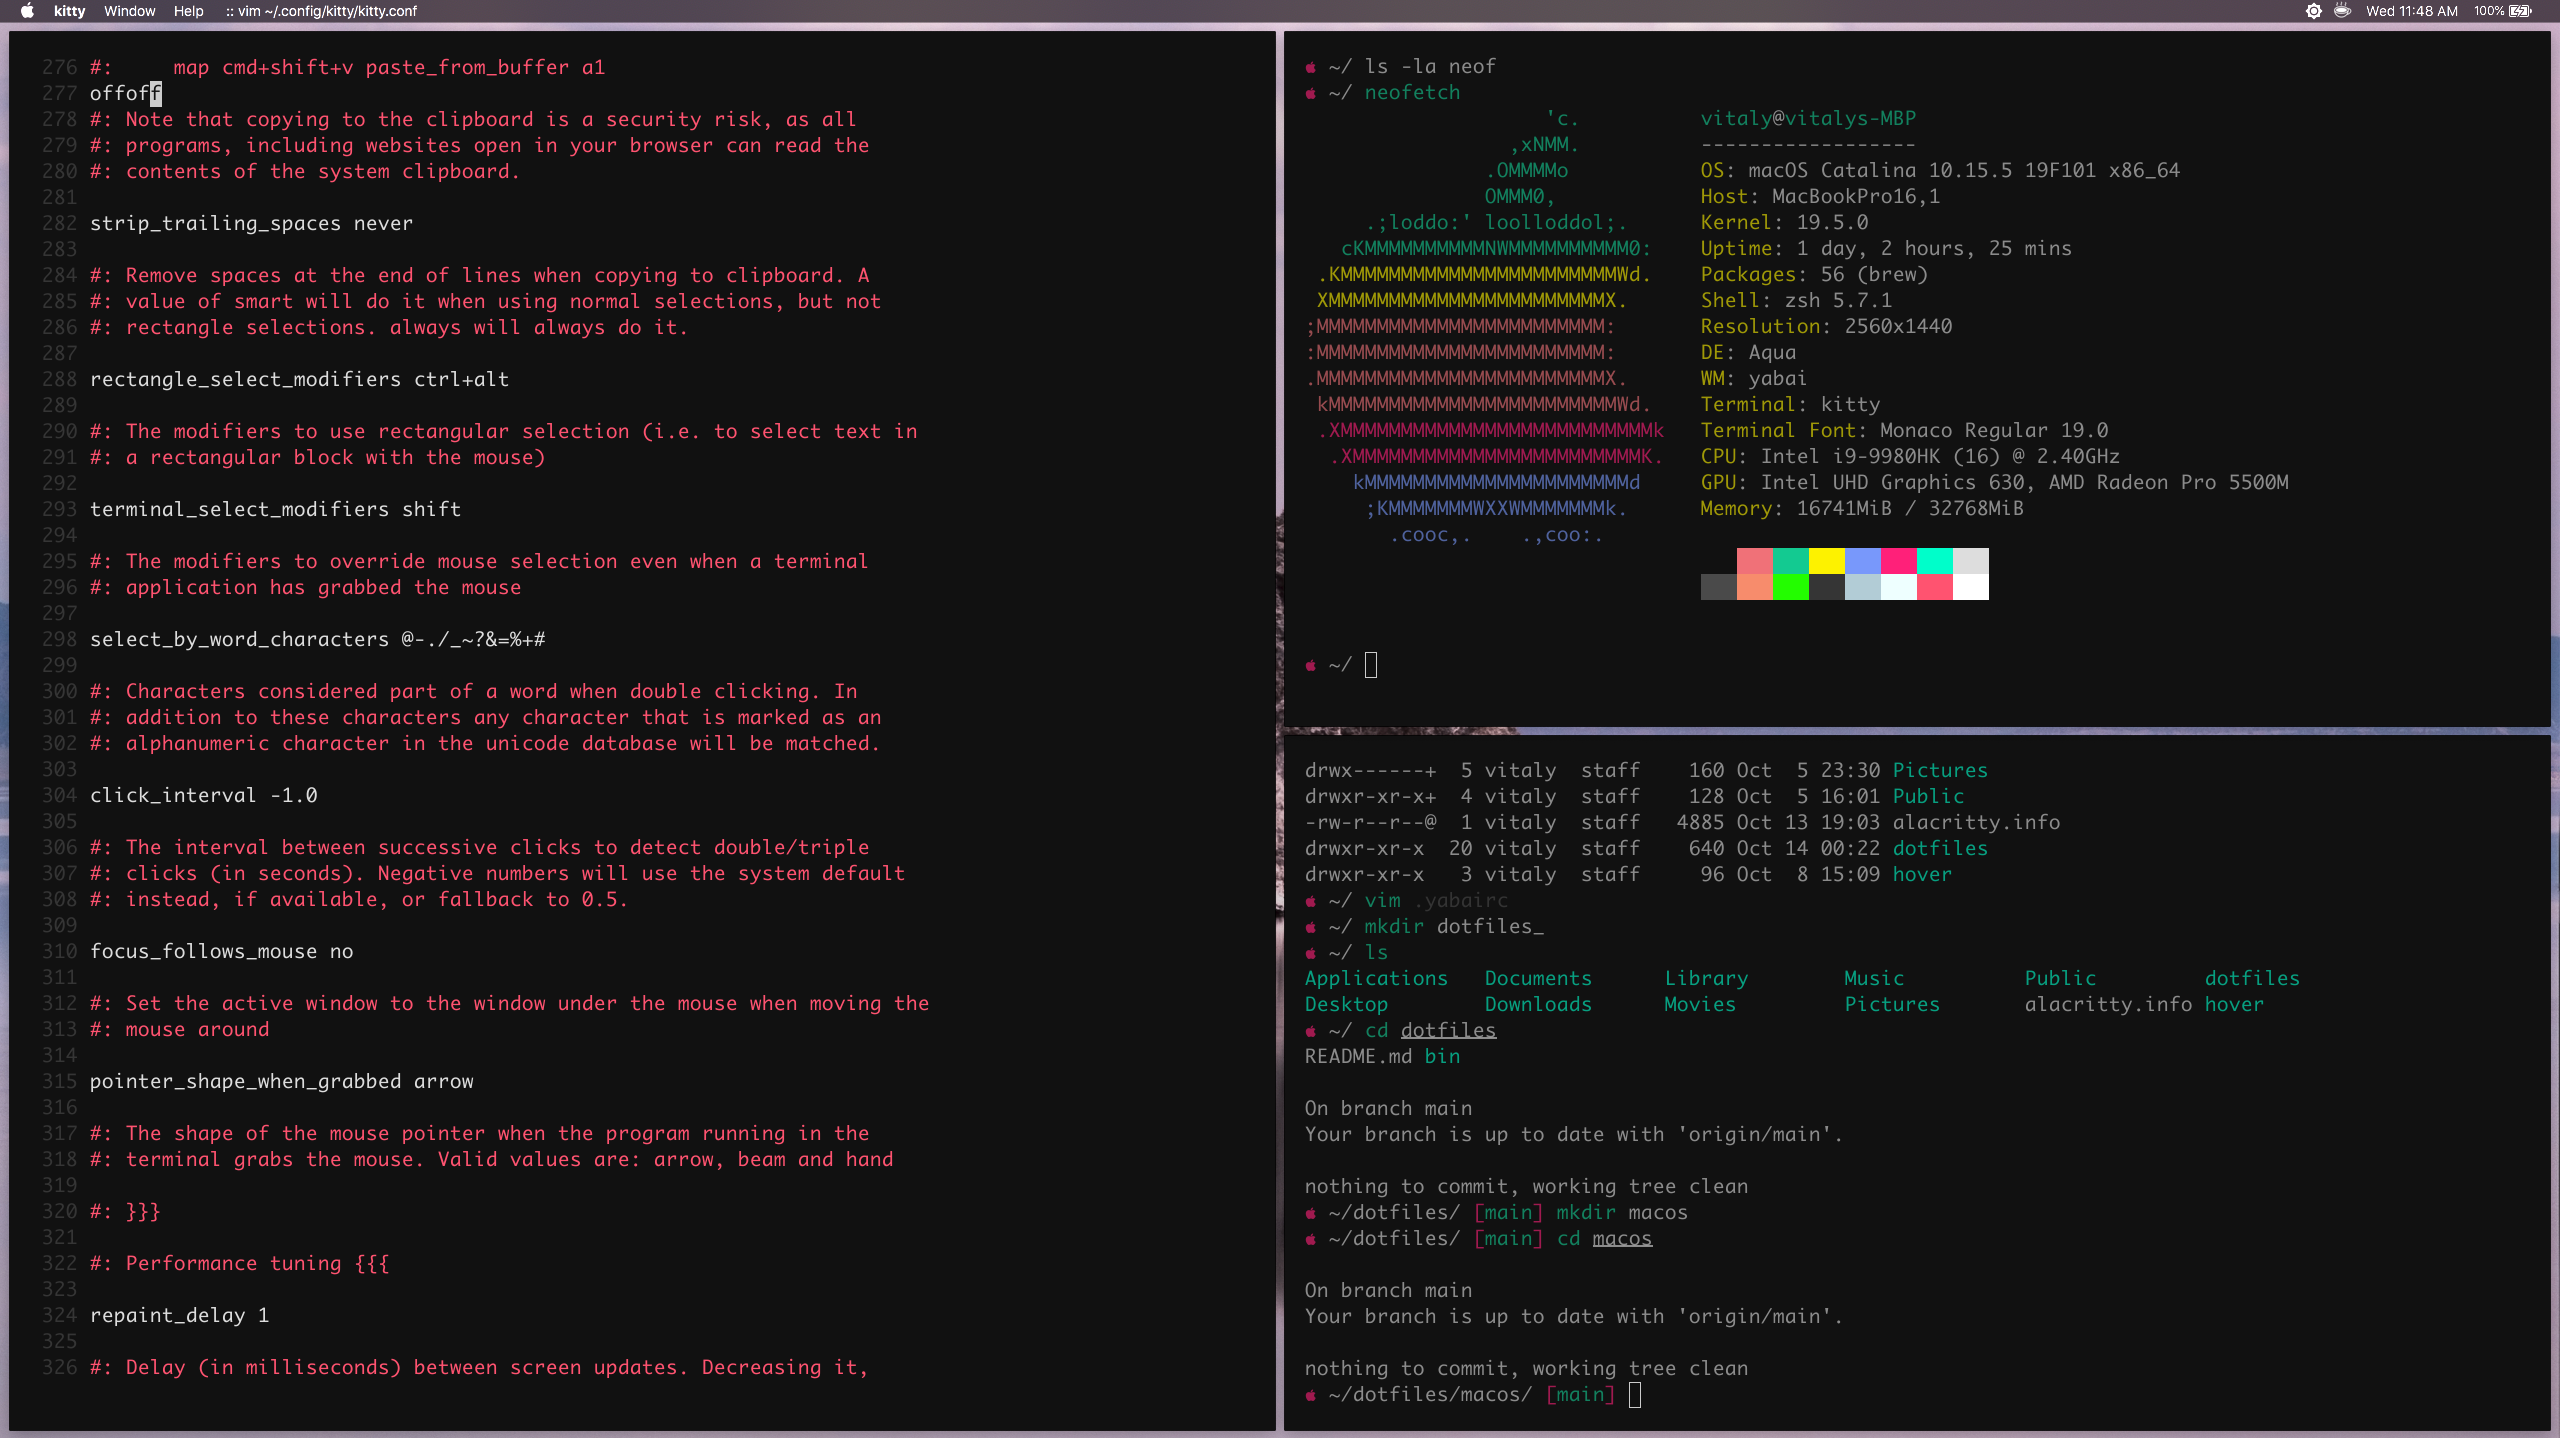 kitty Window Help :: vim ~/.config/kitty/kitty.conf Wed 11:48 AM 100%
276 #:     map cmd+shift+v paste_from_buffer a1
277 offoff
278 #: Note that copying to the clipboard is a security risk, as all
279 #: programs, including websites open in your browser can read the
280 #: contents of the system clipboard.
281
282 strip_trailing_spaces never
283
284 #: Remove spaces at the end of lines when copying to clipboard. A
285 #: value of smart will do it when using normal selections, but not
286 #: rectangle selections. always will always do it.
287
288 rectangle_select_modifiers ctrl+alt
289
290 #: The modifiers to use rectangular selection (i.e. to select text in
291 #: a rectangular block with the mouse)
292
293 terminal_select_modifiers shift
294
295 #: The modifiers to override mouse selection even when a terminal
296 #: application has grabbed the mouse
297
298 select_by_word_characters @-./_~?&=%+#
299
300 #: Characters considered part of a word when double clicking. In
301 #: addition to these characters any character that is marked as an
302 #: alphanumeric character in the unicode database will be matched.
303
304 click_interval -1.0
305
306 #: The interval between successive clicks to detect double/triple
307 #: clicks (in seconds). Negative numbers will use the system default
308 #: instead, if available, or fallback to 0.5.
309
310 focus_follows_mouse no
311
312 #: Set the active window to the window under the mouse when moving the
313 #: mouse around
314
315 pointer_shape_when_grabbed arrow
316
317 #: The shape of the mouse pointer when the program running in the
318 #: terminal grabs the mouse. Valid values are: arrow, beam and hand
319
320 #: }}}
321
322 #: Performance tuning {{{
323
324 repaint_delay 1
325
326 #: Delay (in milliseconds) between screen updates. Decreasing it,
~/ ls -la neof
~/ neofetch
                    'c.          vitaly@vitalys-MBP
                 ,xNMM.          ------------------
               .OMMMMo           OS: macOS Catalina 10.15.5 19F101 x86_64
               OMMM0,            Host: MacBookPro16,1
     .;loddo:' loolloddol;.      Kernel: 19.5.0
   cKMMMMMMMMMMNWMMMMMMMMMM0:    Uptime: 1 day, 2 hours, 25 mins
 .KMMMMMMMMMMMMMMMMMMMMMMMWd.    Packages: 56 (brew)
 XMMMMMMMMMMMMMMMMMMMMMMMX.      Shell: zsh 5.7.1
;MMMMMMMMMMMMMMMMMMMMMMMM:       Resolution: 2560x1440
:MMMMMMMMMMMMMMMMMMMMMMMM:       DE: Aqua
.MMMMMMMMMMMMMMMMMMMMMMMMX.      WM: yabai
 kMMMMMMMMMMMMMMMMMMMMMMMMWd.    Terminal: kitty
 .XMMMMMMMMMMMMMMMMMMMMMMMMMMk   Terminal Font: Monaco Regular 19.0
  .XMMMMMMMMMMMMMMMMMMMMMMMMK.   CPU: Intel i9-9980HK (16) @ 2.40GHz
    kMMMMMMMMMMMMMMMMMMMMMMd     GPU: Intel UHD Graphics 630, AMD Radeon Pro 5500M
     ;KMMMMMMMWXXWMMMMMMMk.      Memory: 16741MiB / 32768MiB
       .cooc,.    .,coo:.
~/
drwx------+  5 vitaly  staff    160 Oct  5 23:30 Pictures
drwxr-xr-x+  4 vitaly  staff    128 Oct  5 16:01 Public
-rw-r--r--@  1 vitaly  staff   4885 Oct 13 19:03 alacritty.info
drwxr-xr-x  20 vitaly  staff    640 Oct 14 00:22 dotfiles
drwxr-xr-x   3 vitaly  staff     96 Oct  8 15:09 hover
~/ vim .yabairc
~/ mkdir dotfiles_
~/ ls
Applications   Documents      Library        Music          Public         dotfiles
Desktop        Downloads      Movies         Pictures       alacritty.info hover
~/ cd dotfiles
README.md bin

On branch main
Your branch is up to date with 'origin/main'.

nothing to commit, working tree clean
~/dotfiles/ [main] mkdir macos
~/dotfiles/ [main] cd macos

On branch main
Your branch is up to date with 'origin/main'.

nothing to commit, working tree clean
~/dotfiles/macos/ [main]